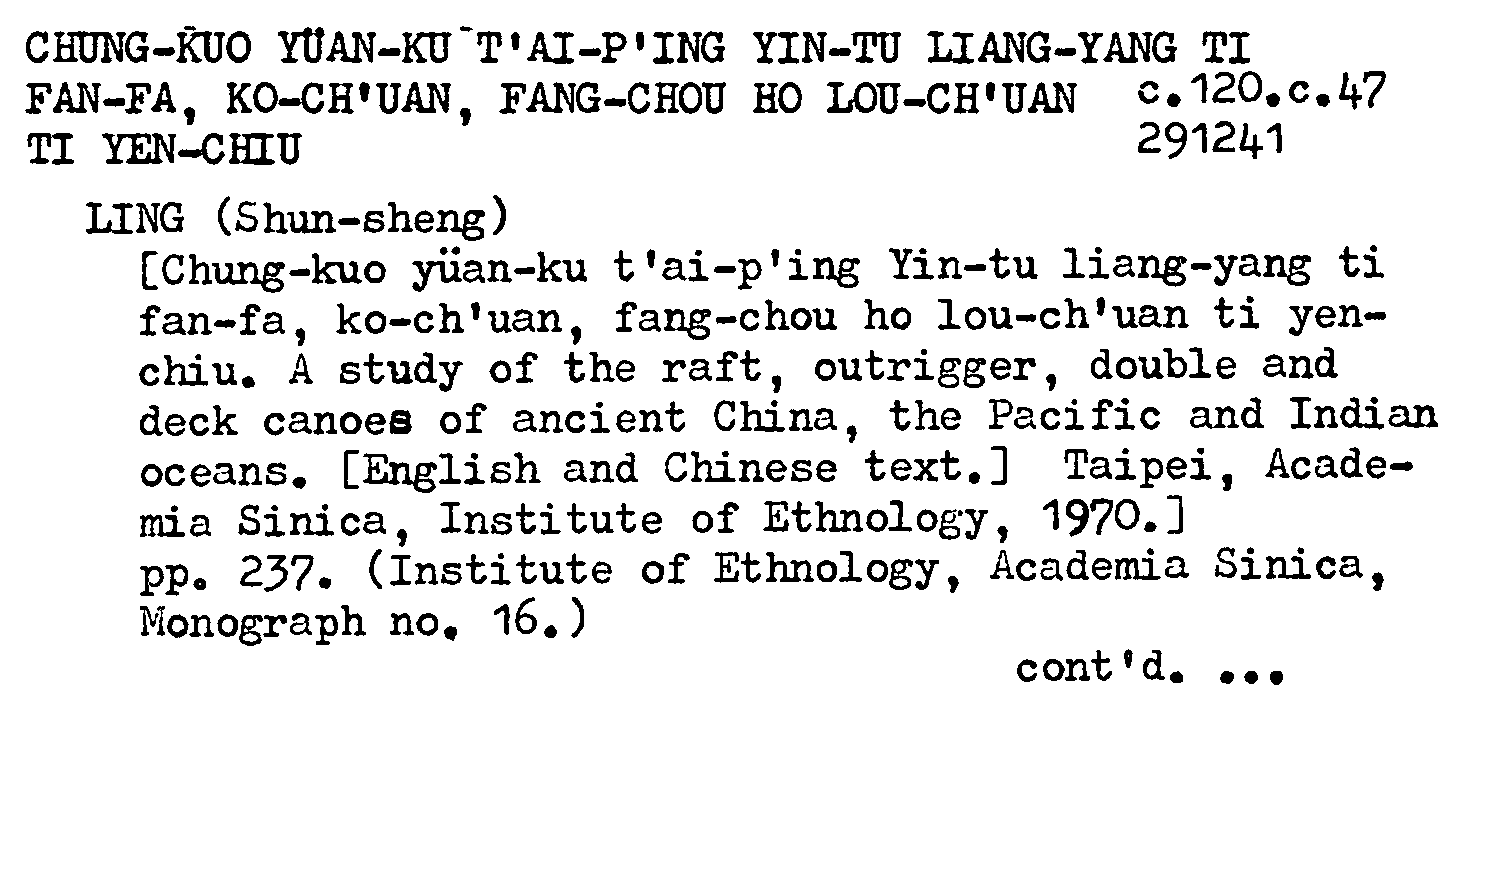 CHUNG-KUO YÜAN-KU T'AI-P'ING YIN-TU LIANG-YANG TI
FAN-FA, KO-CH'UAN, FANG-CHOU HO LOU-CH'UAN
TI YEN-CHIU
c.120.c.47
291241
LING (Shun-sheng)
[Chung-kuo yüan-ku t'ai-p'ing Yin-tu liang-yang ti
fan-fa, ko-ch'uan, fang-chou ho lou-ch'uan ti yen-
chiu. A study of the raft, outrigger, double and
deck canoes of ancient China, the Pacific and Indian
oceans. [English and Chinese text.] Taipei, Acade-
mia Sinica, Institute of Ethnology, 1970.]
pp. 237. (Institute of Ethnology, Academia Sinica,
Monograph no. 16.)
cont'd. ...